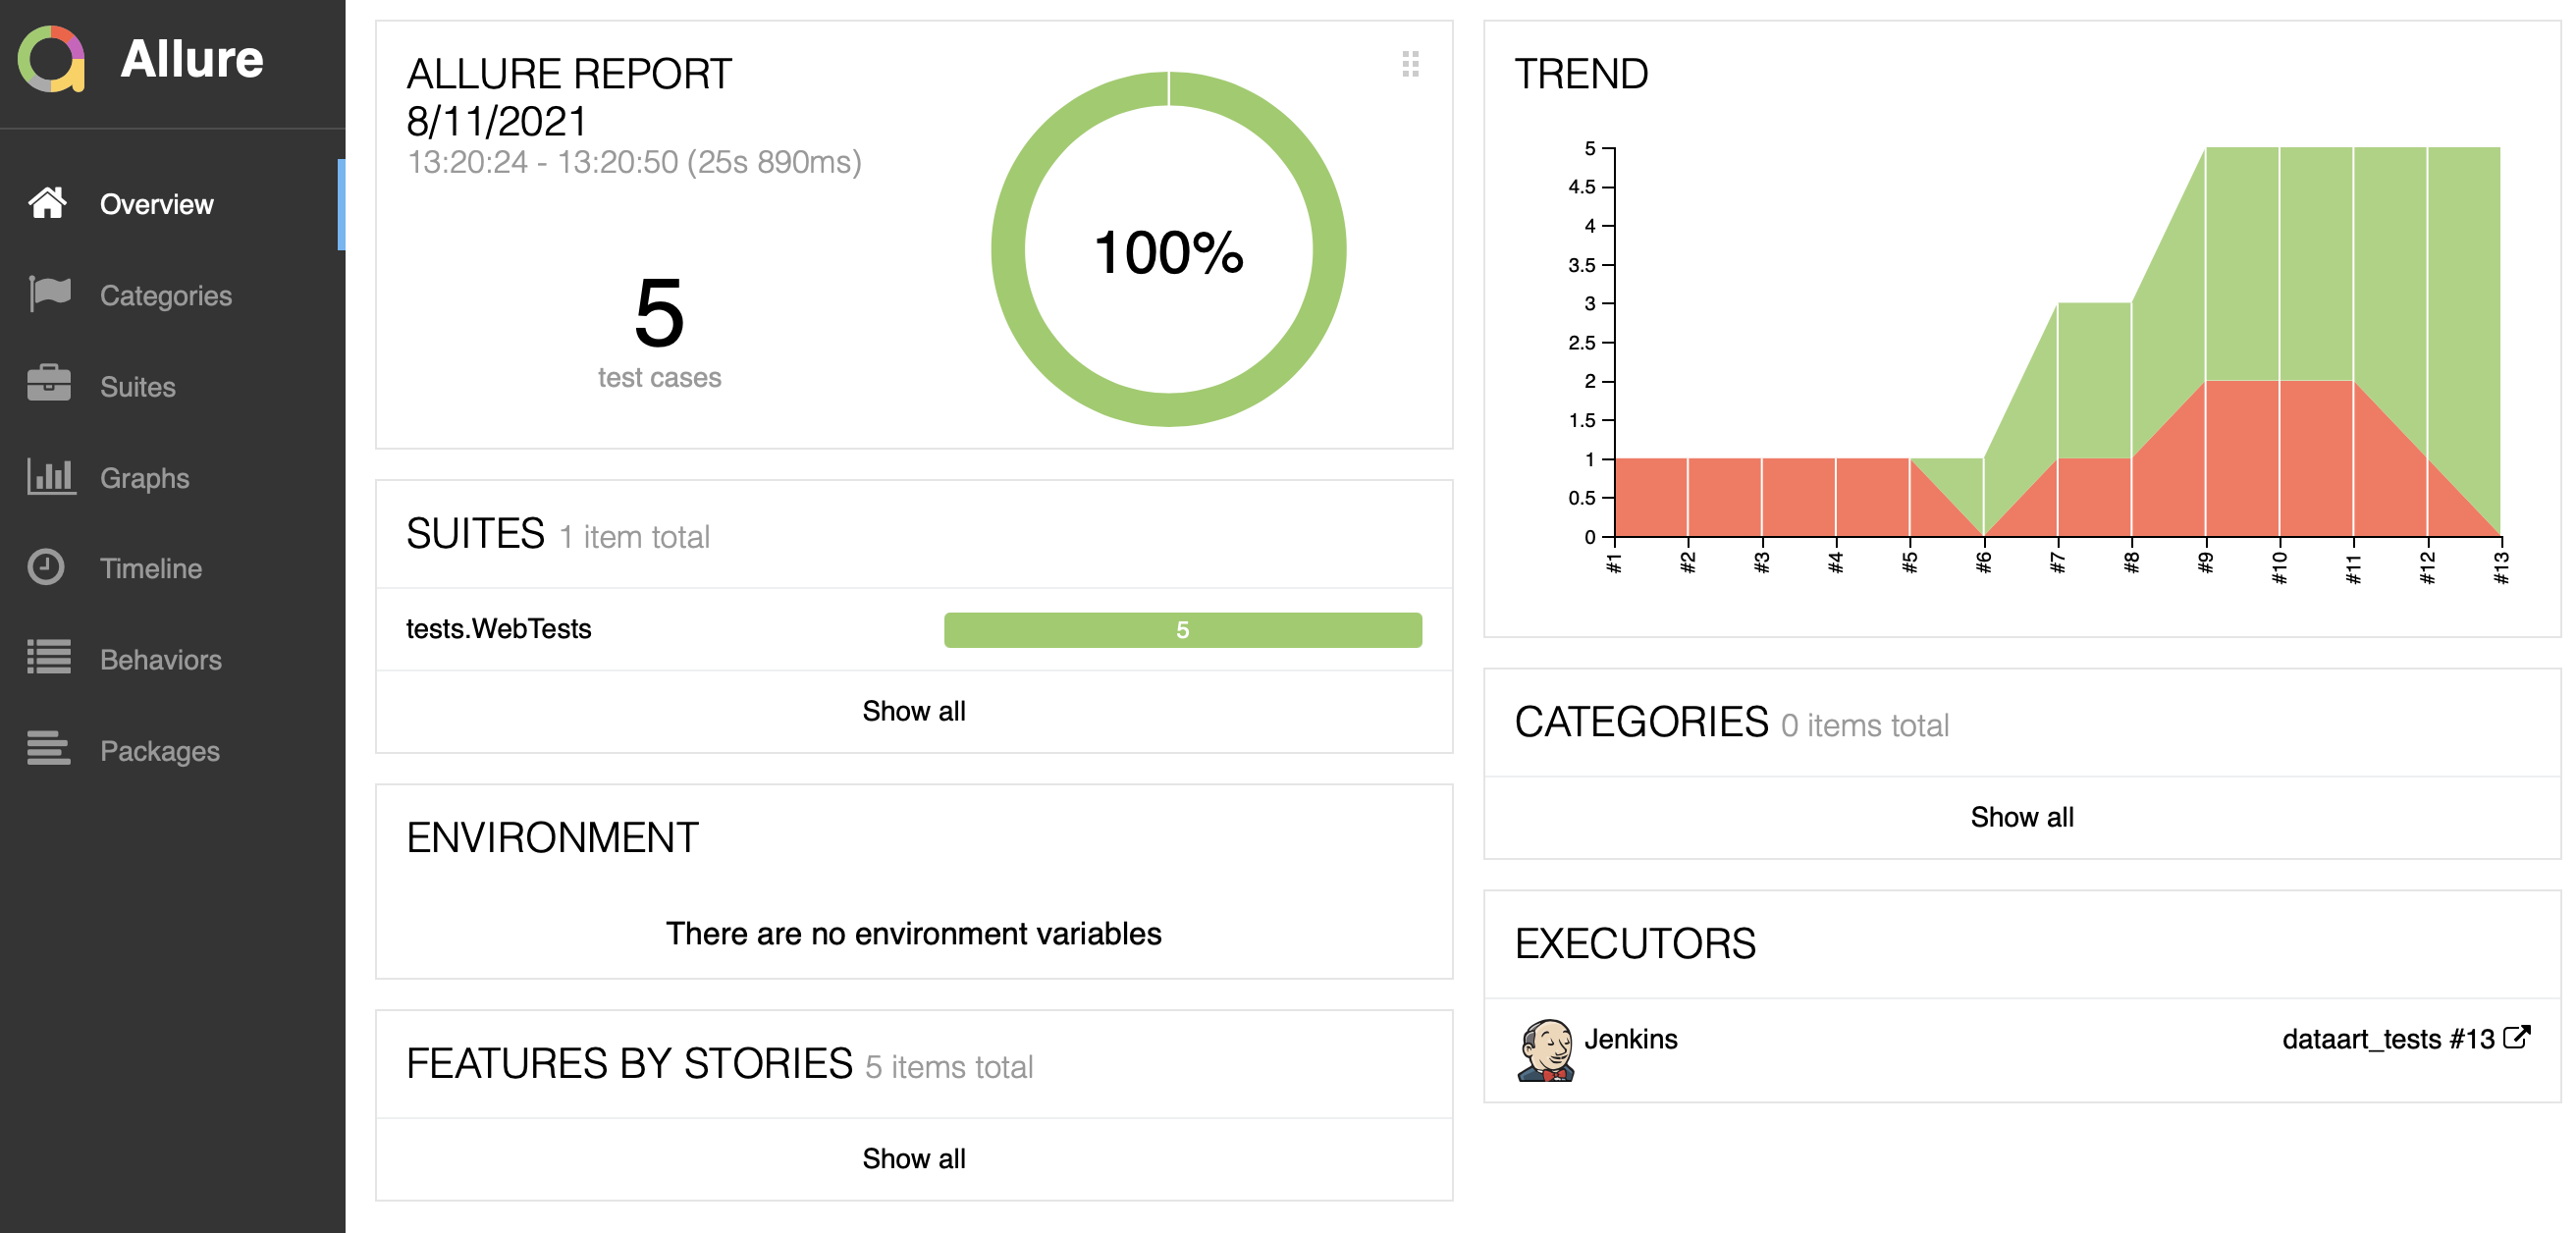 Allure
Overview
Categories
Suites
Graphs
Timeline
Behaviors
Packages
ALLURE REPORT
8/11/2021
13:20:24 - 13:20:50 (25s 890ms)
5
test cases
100%
SUITES 1 item total
tests.WebTests 5
Show all
ENVIRONMENT
There are no environment variables
FEATURES BY STORIES 5 items total
Show all
TREND
5
4.5
4
3.5
3
2.5
2
1.5
1
0.5
0
#1 #2 #3 #4 #5 #6 #7 #8 #9 #10 #11 #12 #13
CATEGORIES 0 items total
Show all
EXECUTORS
Jenkins dataart_tests #13